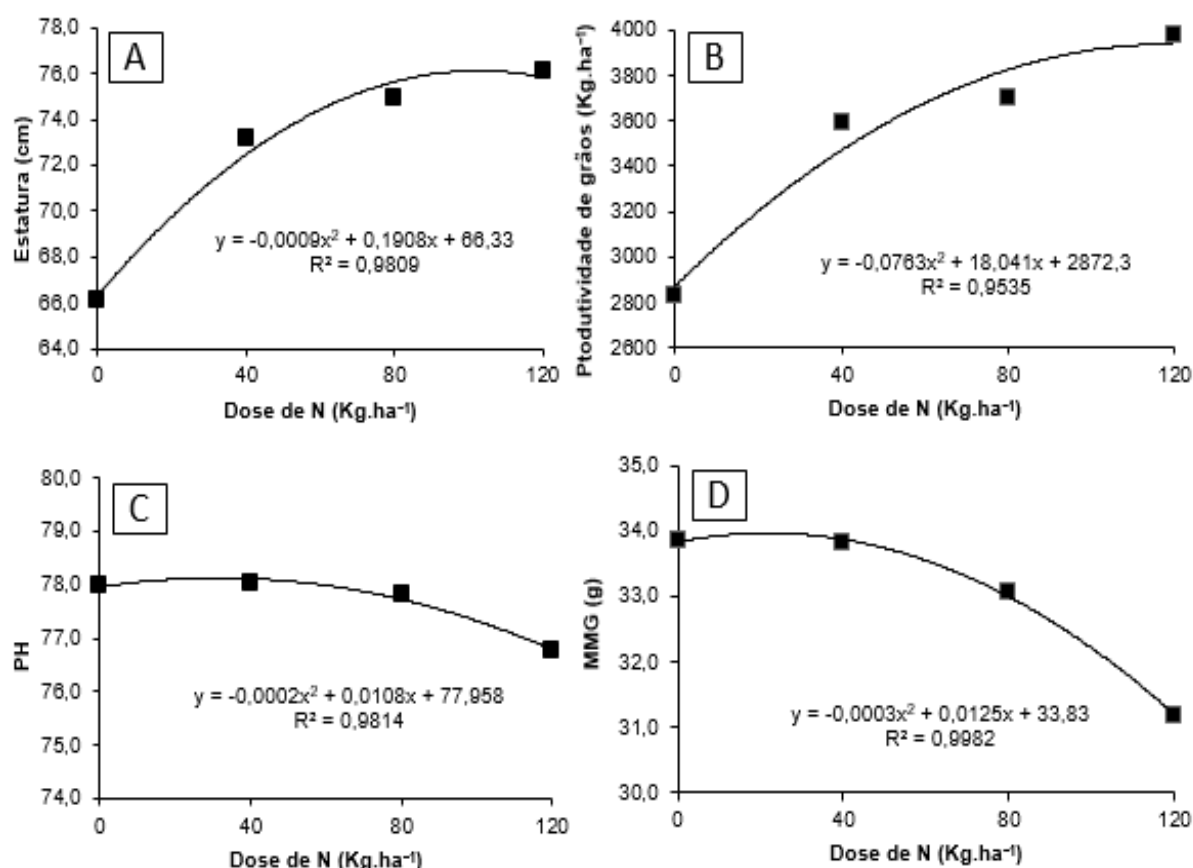 A
Estatura (cm)
78,0
76,0
74,0
72,0
70,0
68,0
66,0
64,0
y = -0,0009x² + 0,1908x + 66,33
R² = 0,9809
0 40 80 120
Dose de N (Kg.ha⁻¹)
B
Ptodutividade de grãos (Kg.ha⁻¹)
4000
3800
3600
3400
3200
3000
2800
2600
y = -0,0763x² + 18,041x + 2872,3
R² = 0,9535
0 40 80 120
Dose de N (Kg.ha⁻¹)
C
PH
80,0
79,0
78,0
77,0
76,0
75,0
74,0
y = -0,0002x² + 0,0108x + 77,958
R² = 0,9814
0 40 80 120
Dose de N (Kg.ha⁻¹)
D
MMG (g)
35,0
34,0
33,0
32,0
31,0
30,0
y = -0,0003x² + 0,0125x + 33,83
R² = 0,9982
0 40 80 120
Dose de N (Kg.ha⁻¹)